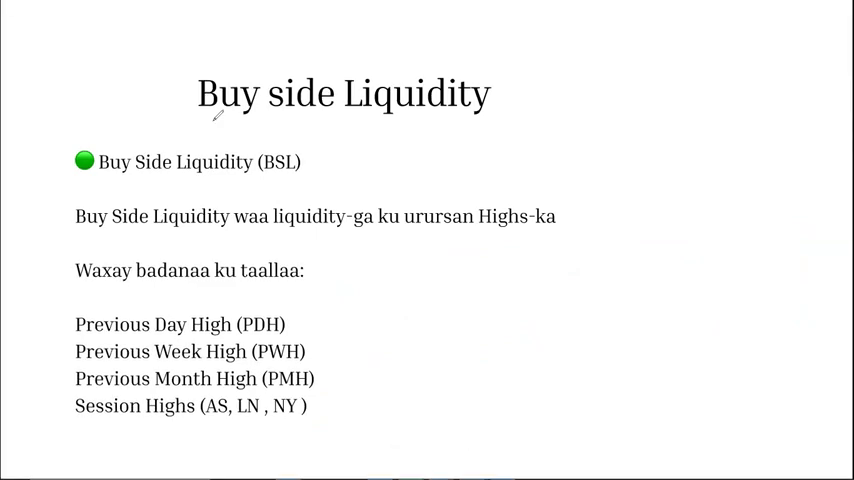 Buy side Liquidity
🟢 Buy Side Liquidity (BSL)
Buy Side Liquidity waa liquidity-ga ku urursan Highs-ka
Waxay badanaa ku taallaa:
Previous Day High (PDH)
Previous Week High (PWH)
Previous Month High (PMH)
Session Highs (AS, LN , NY )